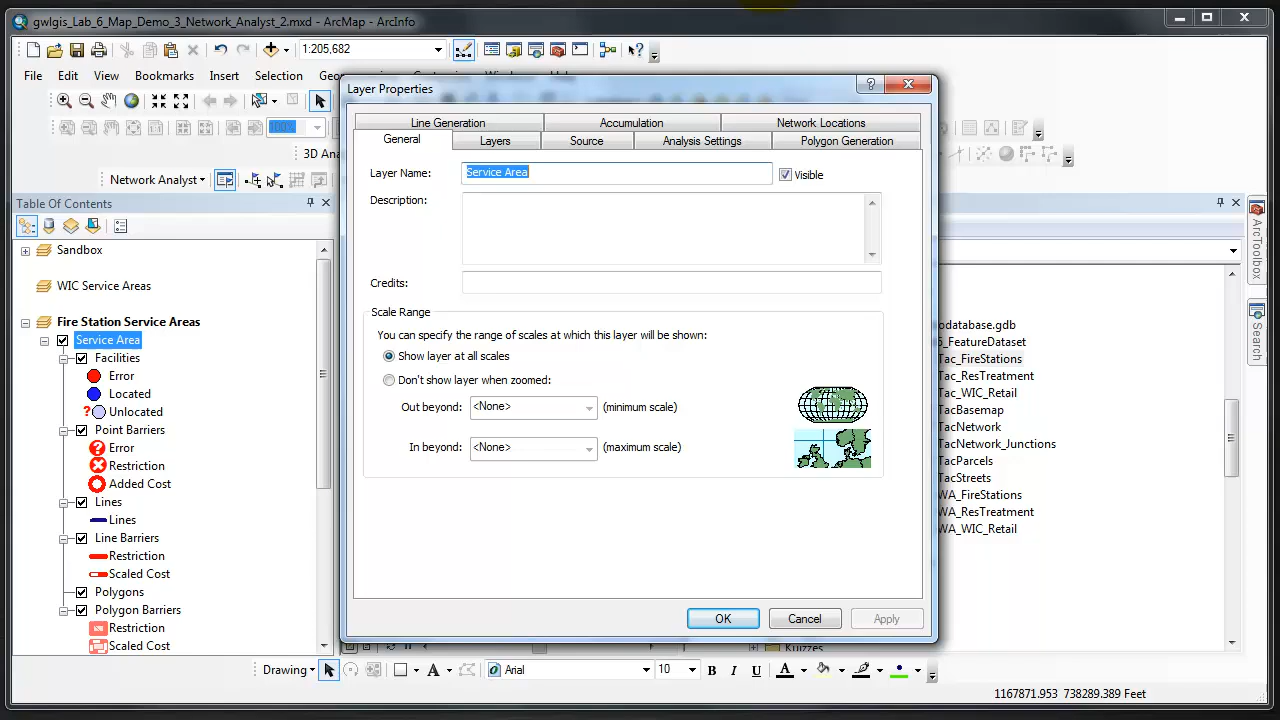 gwlgis_Lab_6_Map_Demo_3_Network_Analyst_2.mxd - ArcMap - ArcInfo
1:205,682
File Edit View Bookmarks Insert Selection
Layer Properties
100%
3D Ana
Network Analyst
Table Of Contents
Sandbox
WIC Service Areas
Fire Station Service Areas
Service Area
Facilities
Error
Located
Unlocated
Point Barriers
Error
Restriction
Added Cost
Lines
Lines
Line Barriers
Restriction
Scaled Cost
Polygons
Polygon Barriers
Restriction
Scaled Cost
Line Generation Accumulation Network Locations
General Layers Source Analysis Settings Polygon Generation
Layer Name: Service Area Visible
Description:
Credits:
Scale Range
You can specify the range of scales at which this layer will be shown:
Show layer at all scales
Don't show layer when zoomed:
Out beyond: <None> (minimum scale)
In beyond: <None> (maximum scale)
OK Cancel Apply
odatabase.gdb
6_FeatureDataset
Tac_FireStations
Tac_ResTreatment
Tac_WIC_Retail
TacBasemap
TacNetwork
TacNetwork_Junctions
TacParcels
TacStreets
WA_FireStations
WA_ResTreatment
WA_WIC_Retail
Kuizzes
ArcToolbox
Search
Drawing A Arial 10 B I U A
1167871.953 738289.389 Feet